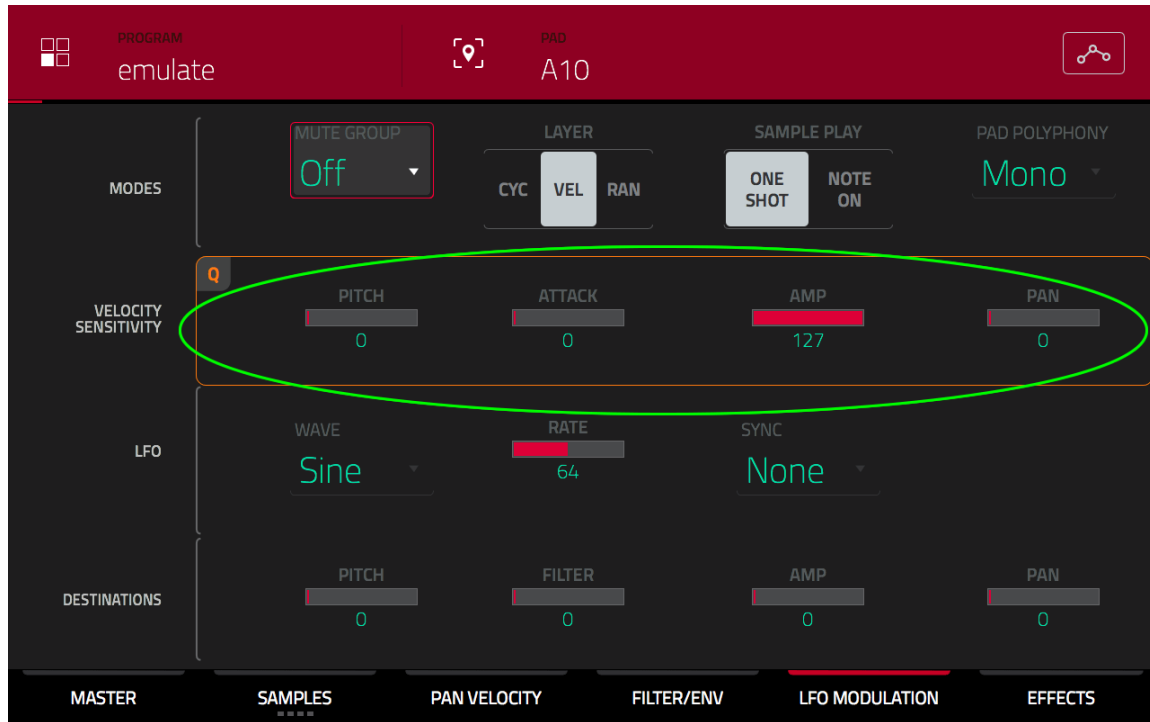 PROGRAM
emulate
PAD
A10
MODES
MUTE GROUP
Off
LAYER
CYC VEL RAN
SAMPLE PLAY
ONE SHOT
NOTE ON
PAD POLYPHONY
Mono
Q
VELOCITY
SENSITIVITY
PITCH
0
ATTACK
0
AMP
127
PAN
0
LFO
WAVE
Sine
RATE
64
SYNC
None
DESTINATIONS
PITCH
0
FILTER
0
AMP
0
PAN
0
MASTER SAMPLES PAN VELOCITY FILTER/ENV LFO MODULATION EFFECTS